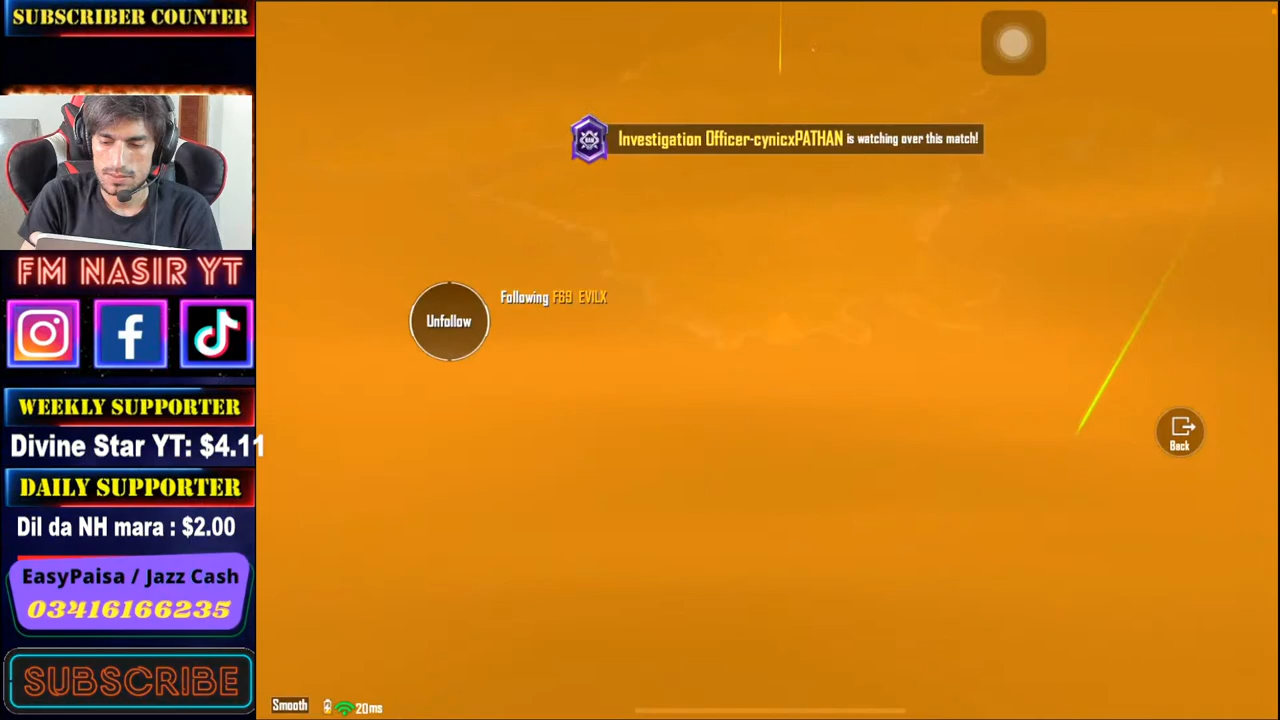 SUBSCRIBER COUNTER
Investigation Officer-cynicxPATHAN is watching over this match!
FM NASIR YT
Following F69 EVILX
Unfollow
WEEKLY SUPPORTER
Divine Star YT: $4.11
Back
DAILY SUPPORTER
Dil da NH mara : $2.00
EasyPaisa / Jazz Cash
03416166235
SUBSCRIBE
Smooth
20ms